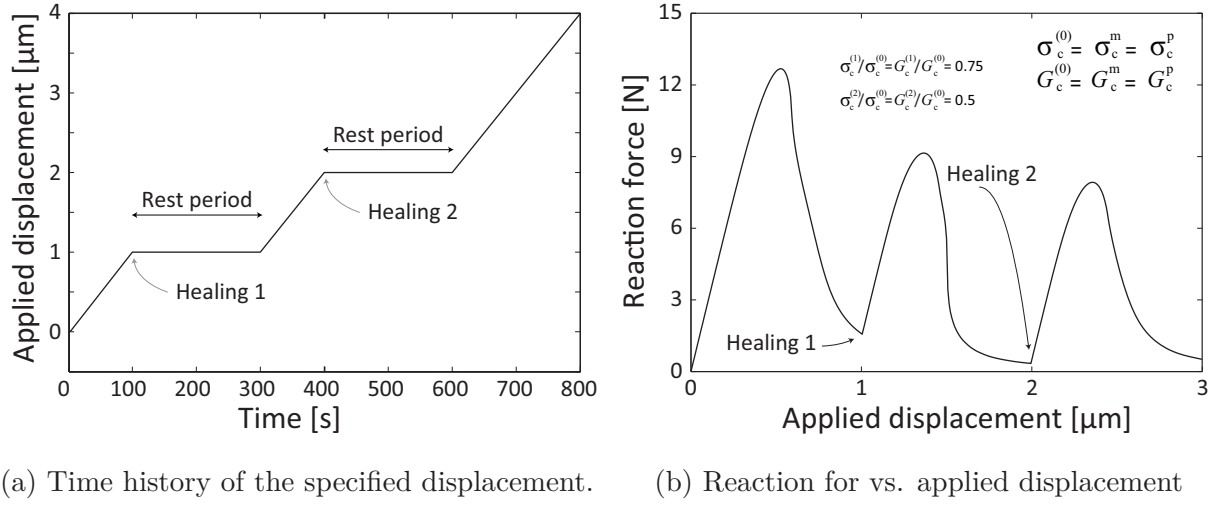 4
3
2
1
0
Applied displacement [μm]
Rest period
Healing 2
Rest period
Healing 1
0 100 200 300 400 500 600 700 800
Time [s]
15
12
9
6
3
0
Reaction force [N]
σc(0) = σcm = σcp
Gc(0) = Gcm = Gcp
σc(1)/σc(0)=Gc(1)/Gc(0)= 0.75
σc(2)/σc(0)=Gc(2)/Gc(0)= 0.5
Healing 2
Healing 1
0 1 2 3
Applied displacement [μm]
(a) Time history of the specified displacement.
(b) Reaction for vs. applied displacement